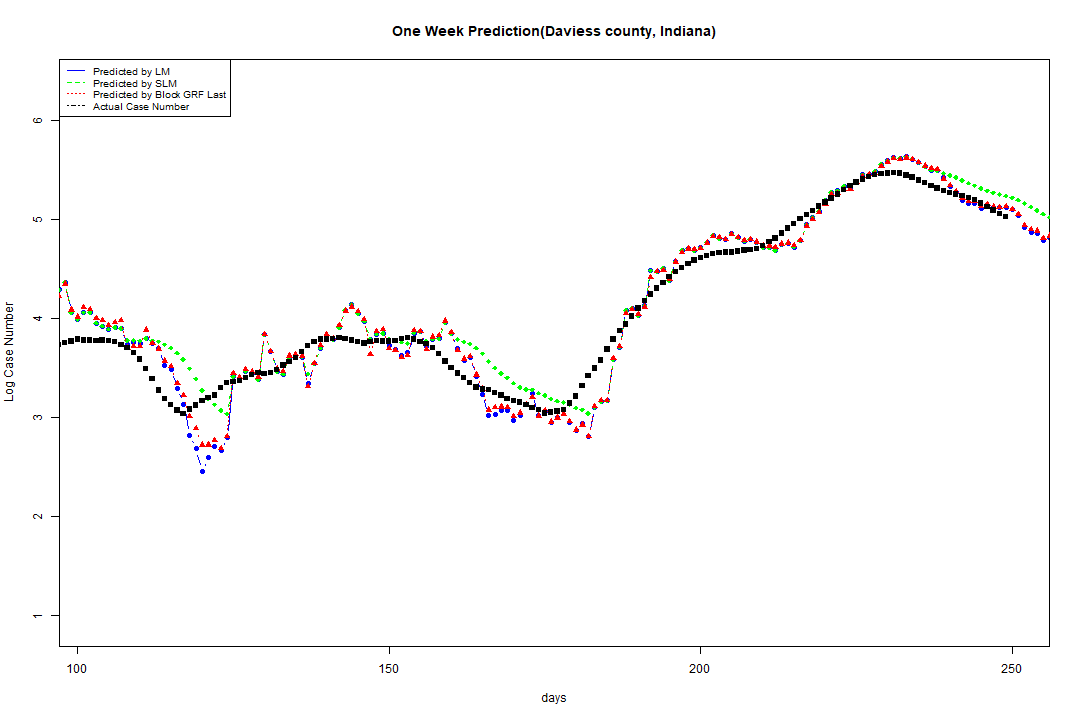 One Week Prediction(Daviess county, Indiana)
Predicted by LM
Predicted by SLM
Predicted by Block GRF Last
Actual Case Number
6
5
4
3
2
1
Log Case Number
100 150 200 250
days